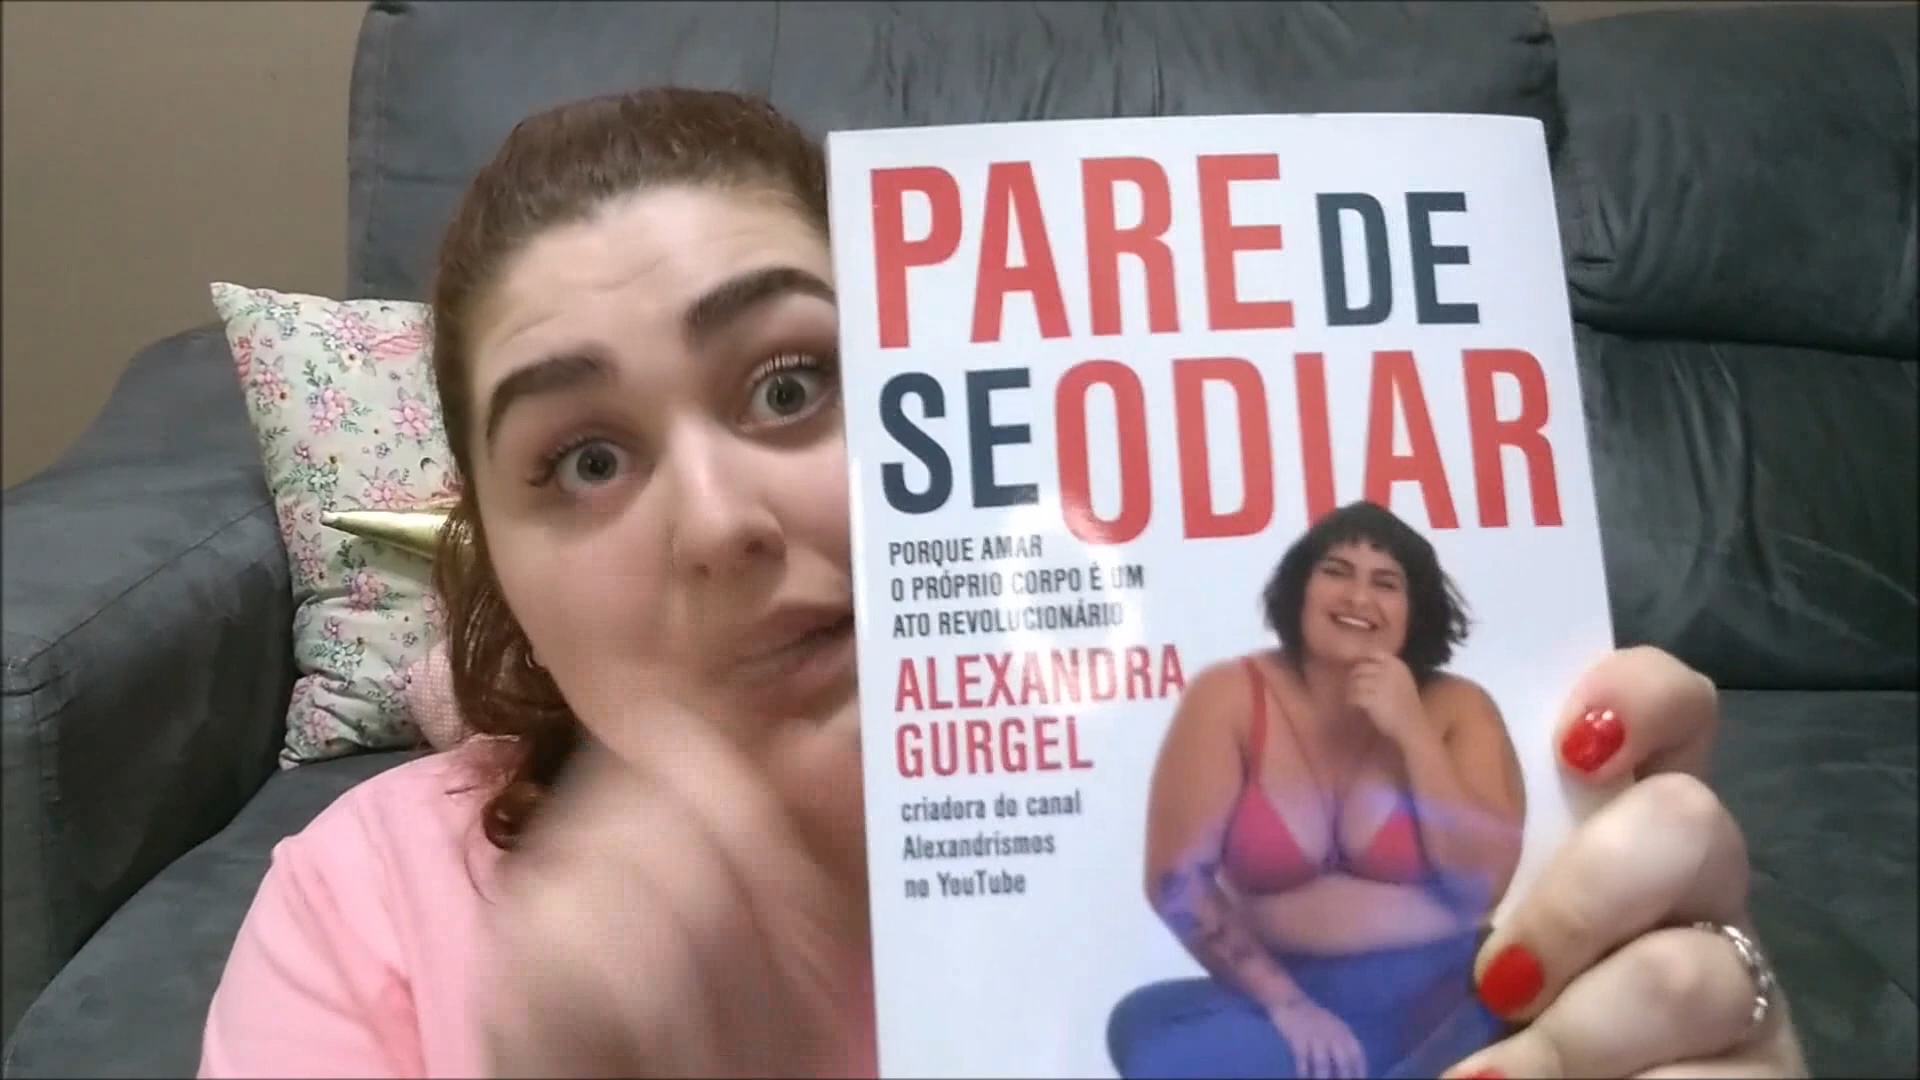 PARE DE
SE ODIAR
PORQUE AMAR
O PRÓPRIO CORPO É UM
ATO REVOLUCIONÁRIO
ALEXANDRA
GURGEL
criadora do canal
Alexandrismos
no YouTube